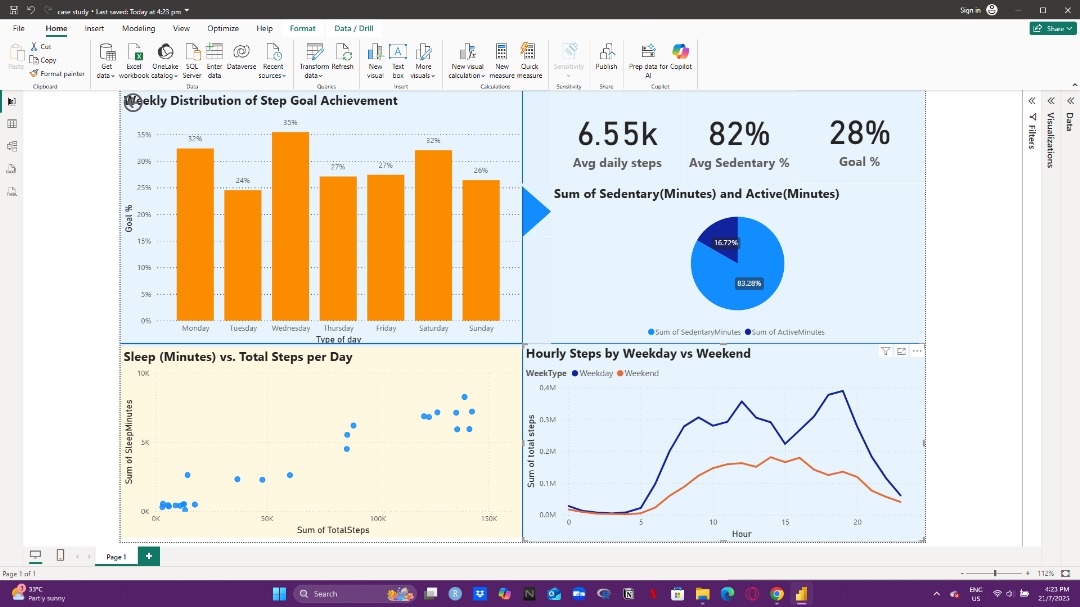 case study • Last saved: Today at 4:23 pm
Sign in
File Home Insert Modeling View Optimize Help Format Data / Drill
Share
Paste
Cut
Copy
Format painter
Get data
Excel workbook
OneLake catalog
SQL Server
Enter data
Dataverse
Recent sources
Transform data
Refresh
New visual
Text box
More visuals
New visual calculation
New measure
Quick measure
Sensitivity
Publish
Prep data for AI
Copilot
Clipboard Data Queries Insert Calculations Sensitivity Share Copilot
Weekly Distribution of Step Goal Achievement
35%
30%
25%
20%
15%
10%
5%
0%
Goal %
32% 24% 35% 27% 27% 32% 26%
Monday Tuesday Wednesday Thursday Friday Saturday Sunday
Type of day
6.55k 82% 28%
Avg daily steps Avg Sedentary % Goal %
Sum of Sedentary(Minutes) and Active(Minutes)
16.72%
83.28%
Sum of SedentaryMinutes Sum of ActiveMinutes
Sleep (Minutes) vs. Total Steps per Day
10K
5K
0K
Sum of SleepMinutes
0K 50K 100K 150K
Sum of TotalSteps
Hourly Steps by Weekday vs Weekend
WeekType Weekday Weekend
0.4M
0.3M
0.2M
0.1M
0.0M
Sum of total steps
0 5 10 15 20
Hour
Filters
Visualizations
Data
Page 1
Page 1 of 1
112%
33°C
Partly sunny
Search
ENG
US
4:23 PM
21/7/2025